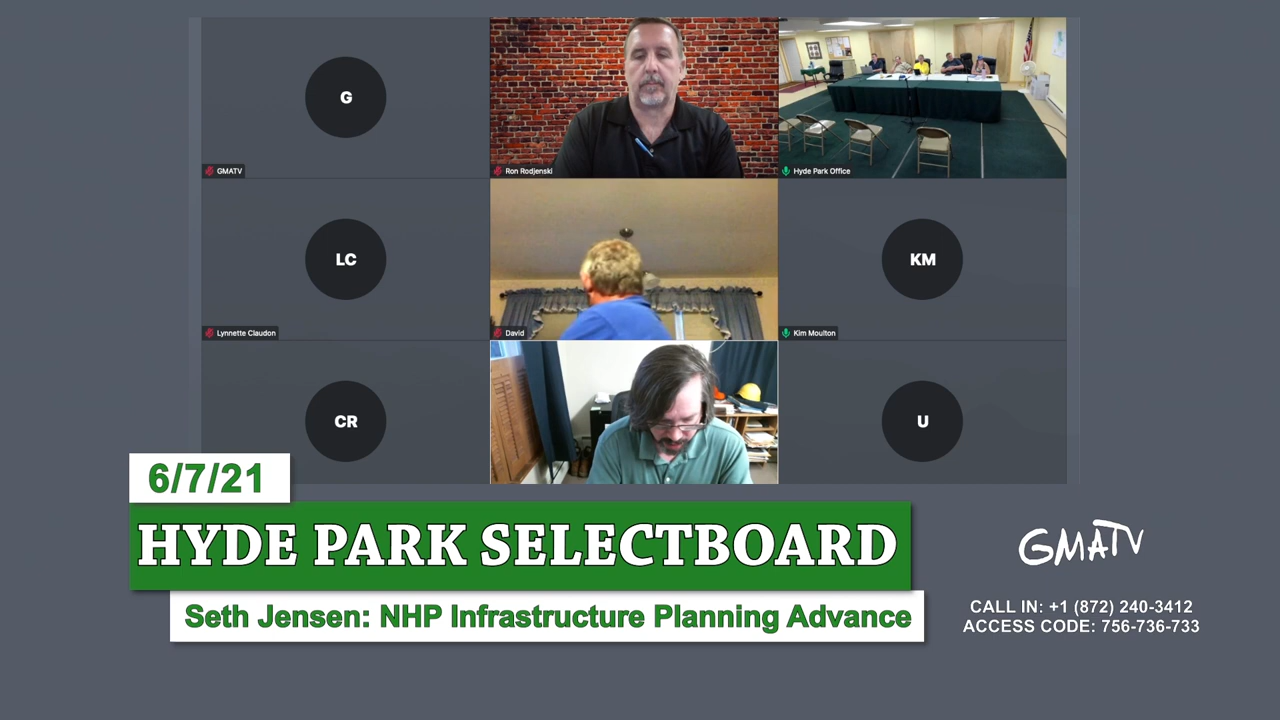 G
GMATV
Ron Rodjenski
Hyde Park Office
LC
KM
Lynnette Claudon
David
Kim Moulton
CR
U
6/7/21
HYDE PARK SELECTBOARD
Seth Jensen: NHP Infrastructure Planning Advance
GMATV
CALL IN: +1 (872) 240-3412
ACCESS CODE: 756-736-733